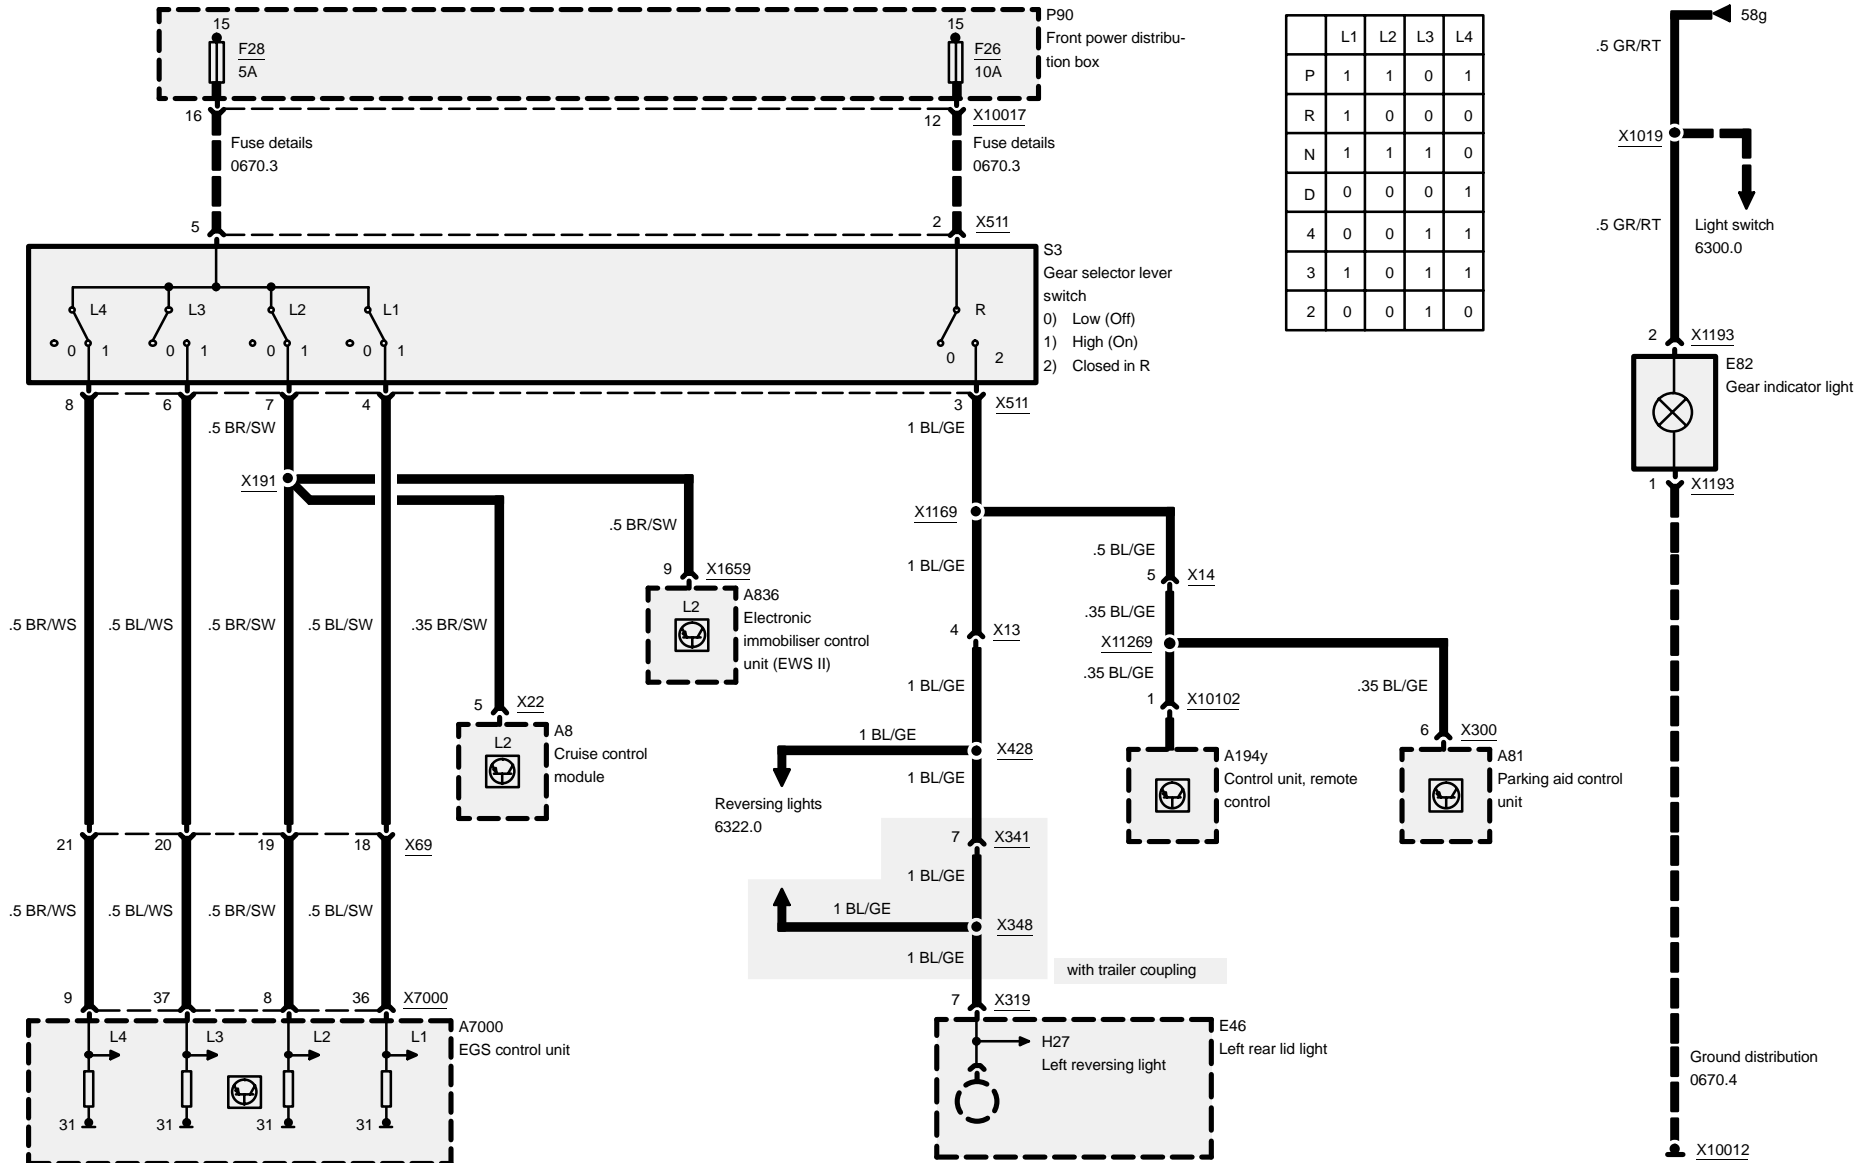 15
F28
5A
15
F26
10A
P90
Front power distribu-
tion box
16
12
X10017
Fuse details
0670.3
Fuse details
0670.3
5
2
X511
L1 L2 L3 L4
P 1 1 0 1
R 1 0 0 0
N 1 1 1 0
D 0 0 0 1
4 0 0 1 1
3 1 0 1 1
2 0 0 1 0
58g
.5 GR/RT
X1019
.5 GR/RT
Light switch
6300.0
2
X1193
E82
Gear indicator light
1
X1193
Ground distribution
0670.4
X10012
S3
Gear selector lever
switch
0) Low (Off)
1) High (On)
2) Closed in R
L4 L3 L2 L1 R
0 1 0 1 0 1 0 1 0 2
8 6 7 4 3 X511
.5 BR/SW
1 BL/GE
X191
.5 BR/SW
9 X1659
L2
A836
Electronic
immobiliser control
unit (EWS II)
.5 BR/WS .5 BL/WS .5 BR/SW .5 BL/SW .35 BR/SW
5 X22
L2
A8
Cruise control
module
X1169
1 BL/GE
.5 BL/GE
5 X14
4 X13
.35 BL/GE
X11269
.35 BL/GE
1 BL/GE
1 X10102
.35 BL/GE
6 X300
1 BL/GE
X428
1 BL/GE
Reversing lights
6322.0
A194y
Control unit, remote
control
A81
Parking aid control
unit
21 20 19 18 X69
7 X341
1 BL/GE
.5 BR/WS .5 BL/WS .5 BR/SW .5 BL/SW
1 BL/GE
X348
1 BL/GE
with trailer coupling
9 37 8 36 X7000
7 X319
L4 L3 L2 L1
A7000
EGS control unit
31 31 31 31
H27
Left reversing light
E46
Left rear lid light